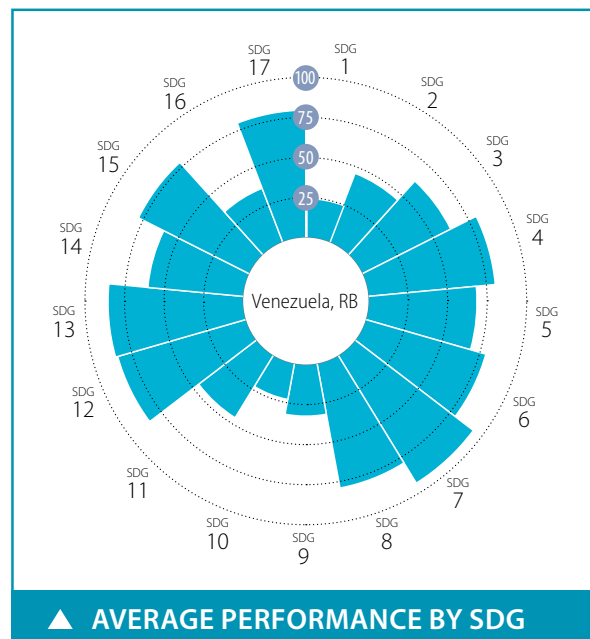 SDG
1
SDG
2
SDG
3
SDG
4
SDG
5
SDG
6
SDG
7
SDG
8
SDG
9
SDG
10
SDG
11
SDG
12
SDG
13
SDG
14
SDG
15
SDG
16
SDG
17
100
75
50
25
Venezuela, RB
▲ AVERAGE PERFORMANCE BY SDG